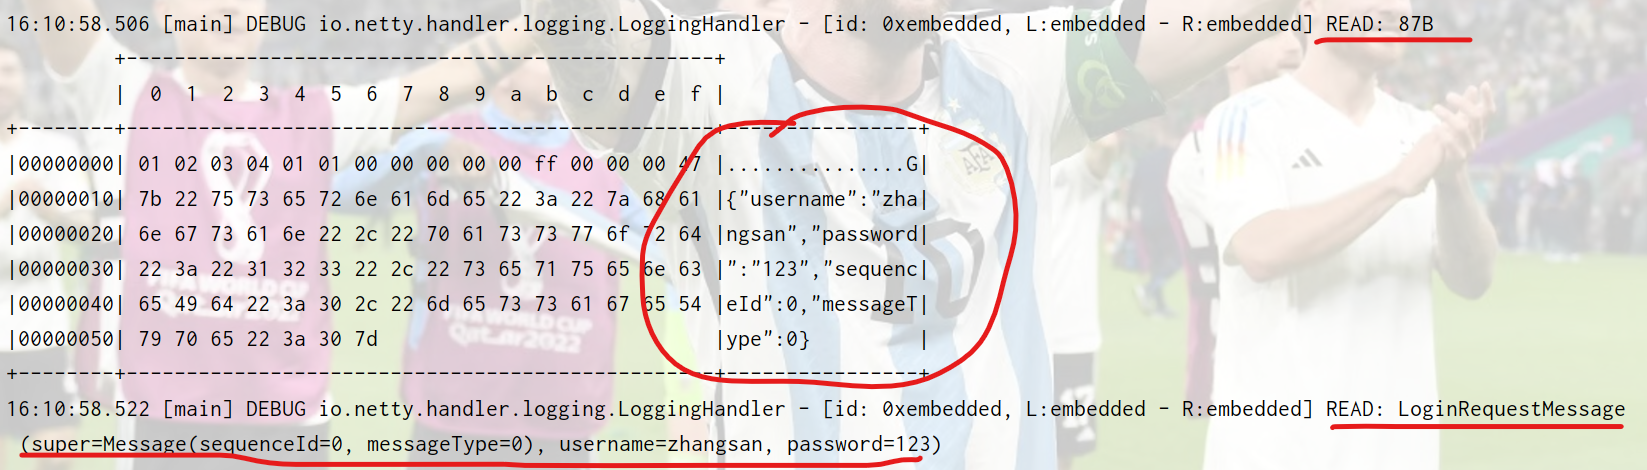 16:10:58.506 [main] DEBUG io.netty.handler.logging.LoggingHandler - [id: 0xembedded, L:embedded - R:embedded] READ: 87B
         +-------------------------------------------------+
         |  0  1  2  3  4  5  6  7  8  9  a  b  c  d  e  f |
+--------+-------------------------------------------------+----------------+
|00000000| 01 02 03 04 01 01 00 00 00 00 00 ff 00 00 00 47 |...............G|
|00000010| 7b 22 75 73 65 72 6e 61 6d 65 22 3a 22 7a 68 61 |{"username":"zha|
|00000020| 6e 67 73 61 6e 22 2c 22 70 61 73 73 77 6f 72 64 |ngsan","password|
|00000030| 22 3a 22 31 32 33 22 2c 22 73 65 71 75 65 6e 63 |":"123","sequenc|
|00000040| 65 49 64 22 3a 30 2c 22 6d 65 73 73 61 67 65 54 |eId":0,"messageT|
|00000050| 79 70 65 22 3a 30 7d                            |ype":0}         |
+--------+-------------------------------------------------+----------------+
16:10:58.522 [main] DEBUG io.netty.handler.logging.LoggingHandler - [id: 0xembedded, L:embedded - R:embedded] READ: LoginRequestMessage
(super=Message(sequenceId=0, messageType=0), username=zhangsan, password=123)